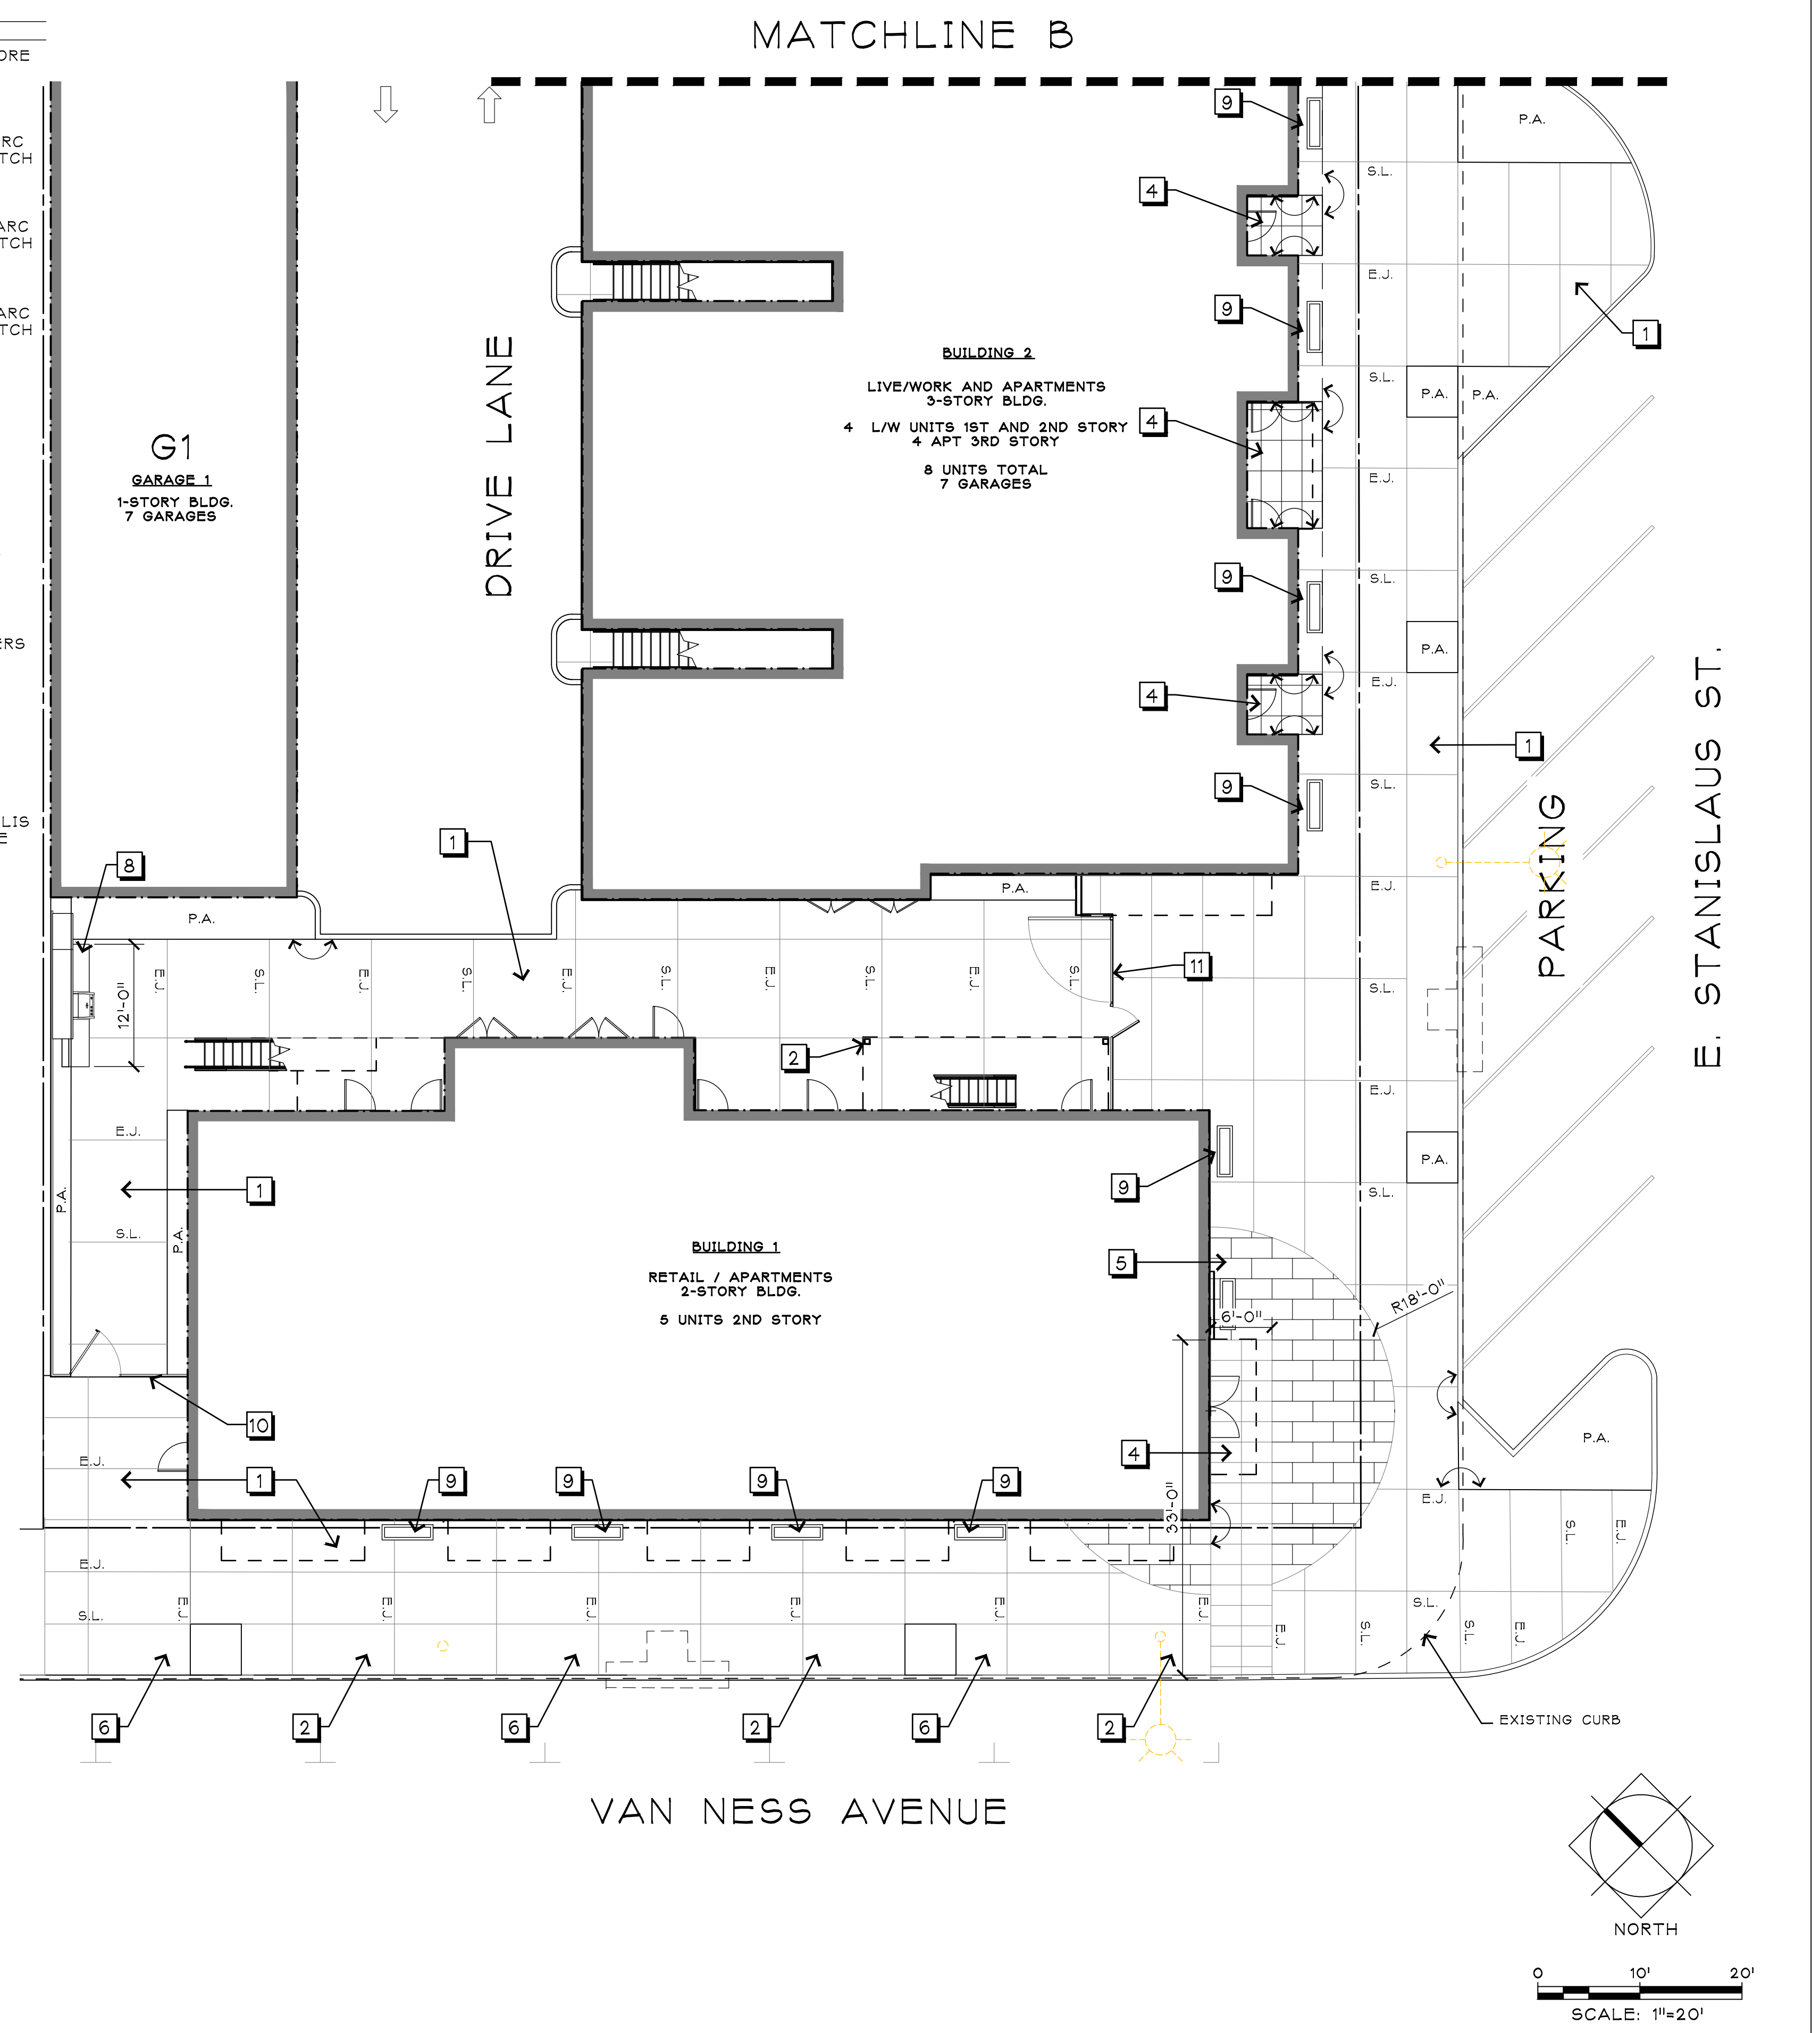 MATCHLINE B
ORE
RC
TCH
ARC
TCH
ARC
TCH
ERS
LIS
E
P.A.
9
S.L.
4
E.J.
9
1
DRIVE LANE
BUILDING 2
LIVE/WORK AND APARTMENTS
3-STORY BLDG.
4 L/W UNITS 1ST AND 2ND STORY
4 APT 3RD STORY
8 UNITS TOTAL
7 GARAGES
G1
GARAGE 1
1-STORY BLDG.
7 GARAGES
S.L.
P.A.
P.A.
4
E.J.
9
S.L.
P.A.
4
E.J.
1
9
S.L.
PARKING
E. STANISLAUS ST.
8
1
P.A.
E.J.
P.A.
12'-0"
E.J.
S.L.
E.J.
S.L.
E.J.
S.L.
E.J.
S.L.
E.J.
S.L.
11
S.L.
2
E.J.
E.J.
P.A.
P.A.
1
9
S.L.
S.L.
P.A.
BUILDING 1
RETAIL / APARTMENTS
2-STORY BLDG.
5 UNITS 2ND STORY
5
6'-0"
R18'-0"
P.A.
10
4
P.A.
E.J.
1
9
9
9
9
33'-0"
E.J.
E.J.
S.L.
E.J.
E.J.
E.J.
E.J.
E.J.
E.J.
E.J.
S.L.
S.L.
S.L.
E.J.
S.L.
E.J.
6
2
6
2
6
2
EXISTING CURB
VAN NESS AVENUE
NORTH
0 10' 20'
SCALE: 1"=20'